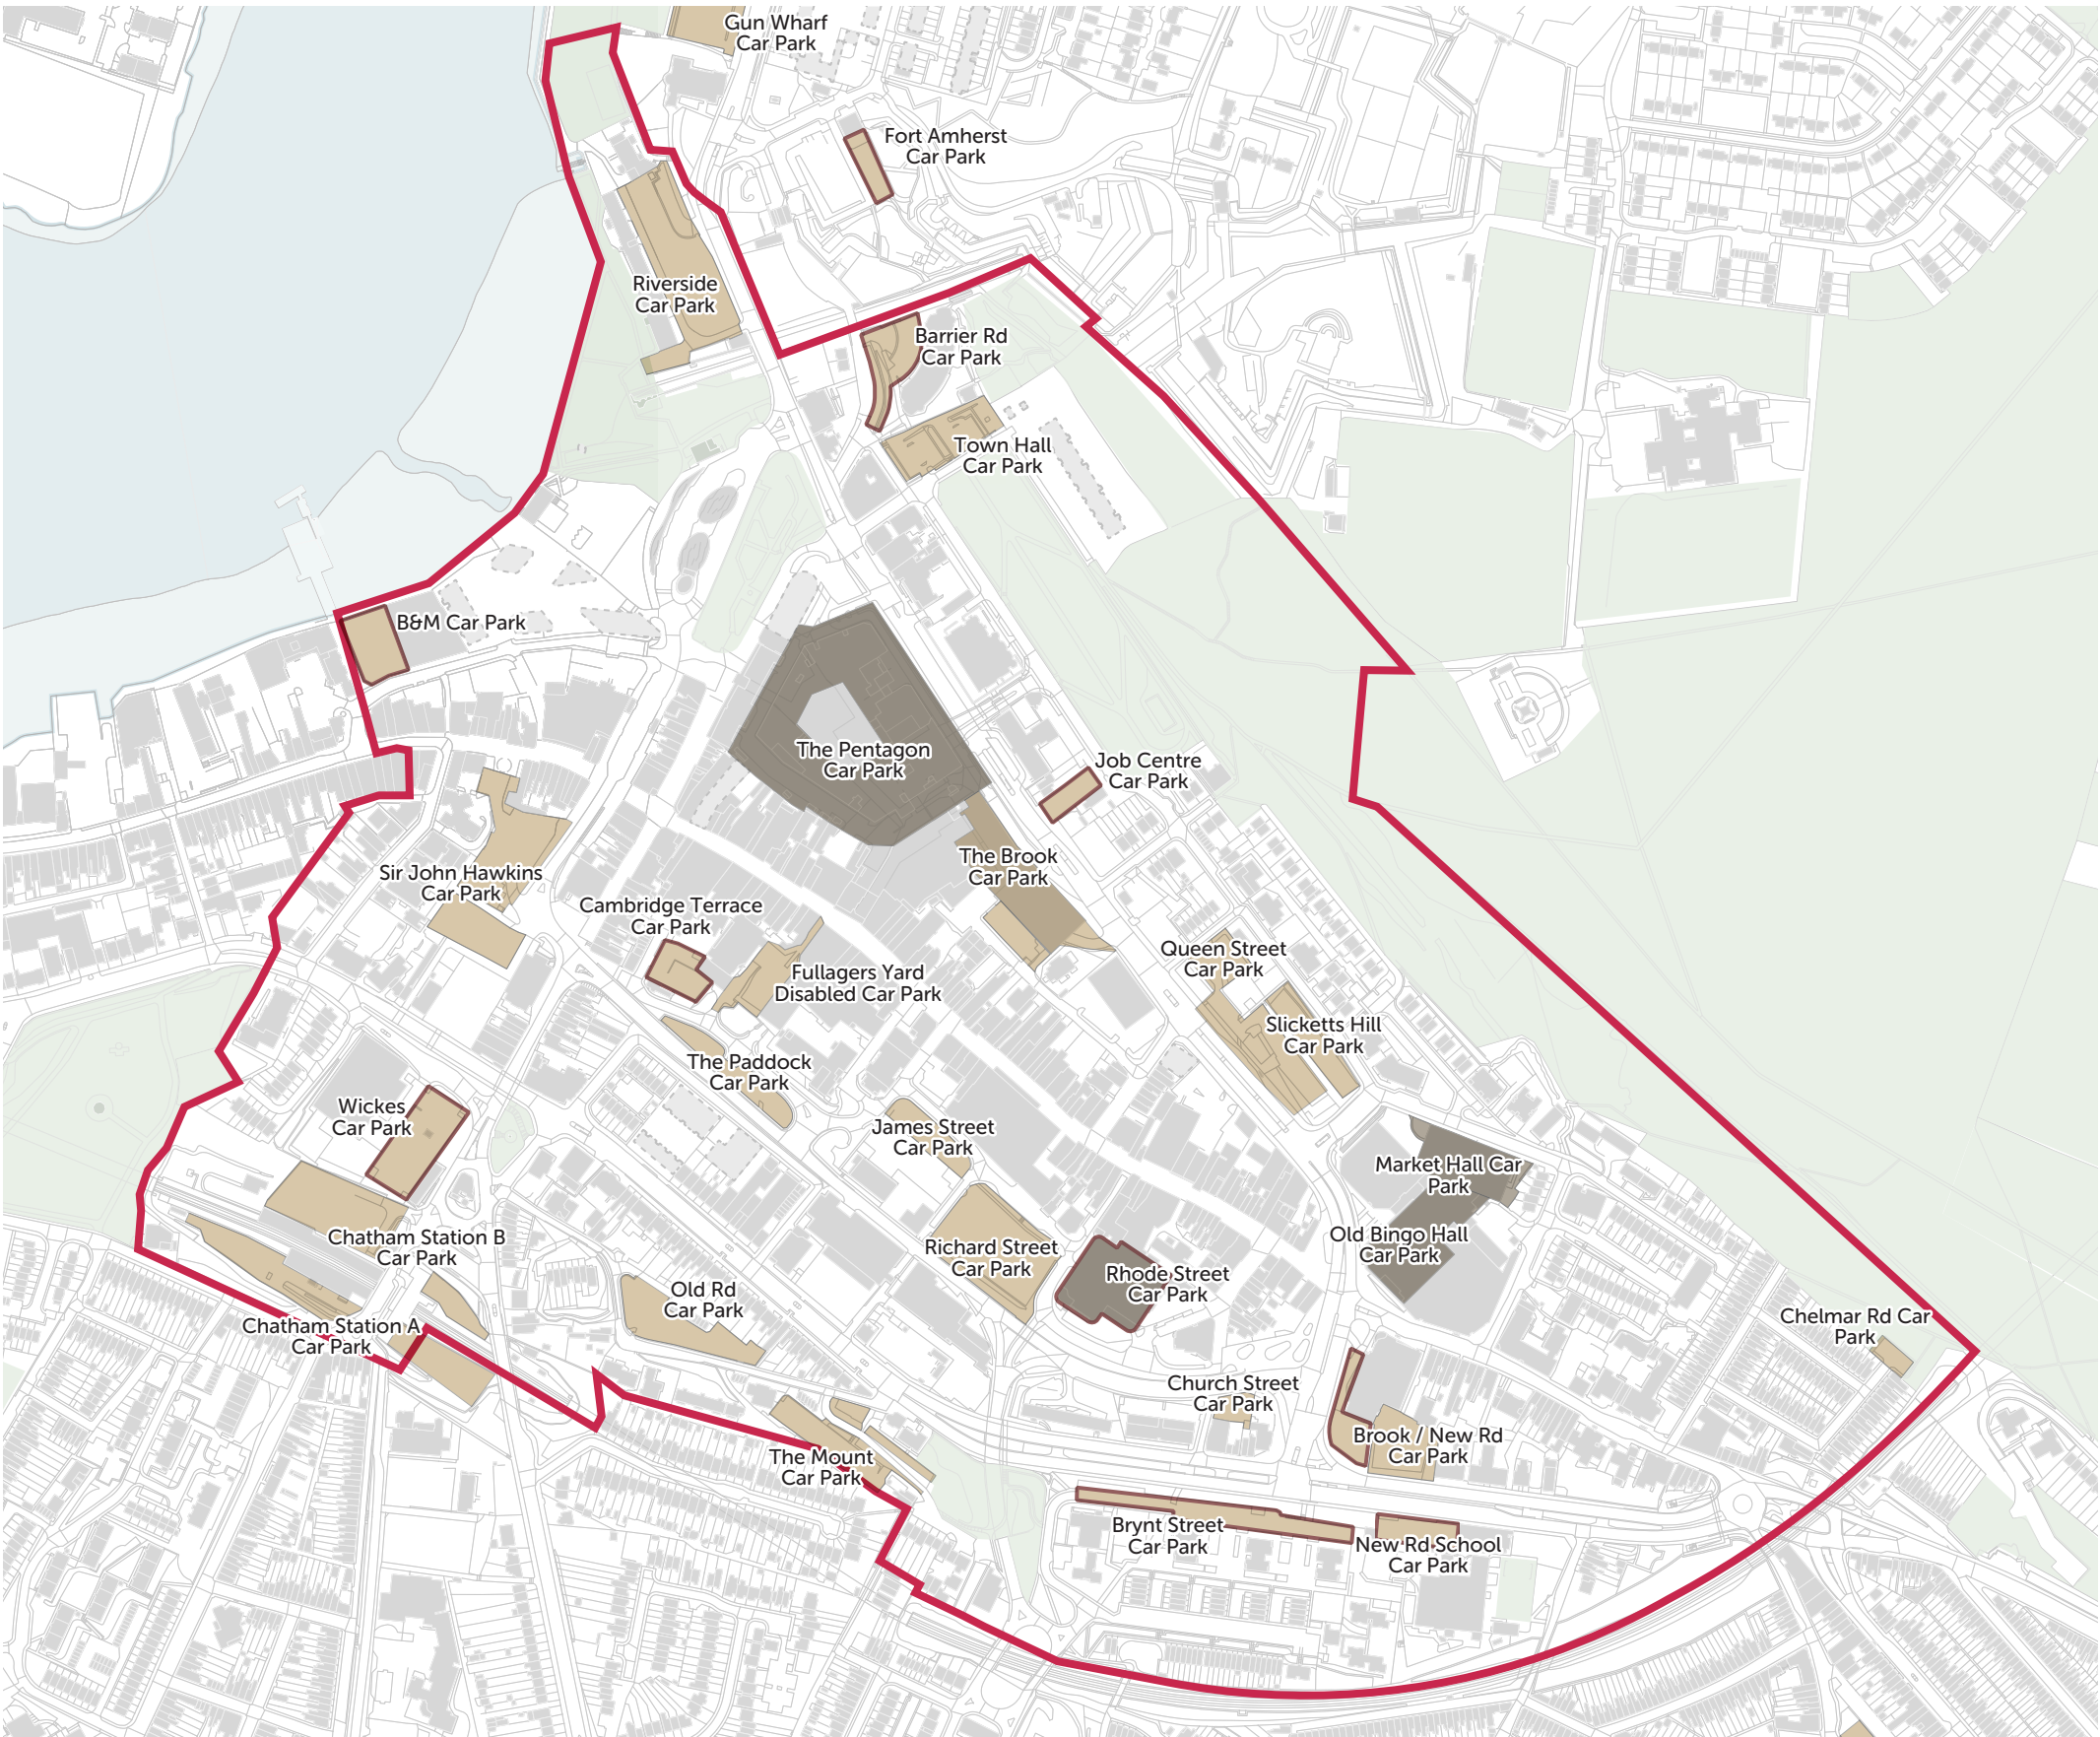 Gun Wharf
Car Park
Fort Amherst
Car Park
Riverside
Car Park
Barrier Rd
Car Park
Town Hall
Car Park
B&M Car Park
The Pentagon
Car Park
Job Centre
Car Park
The Brook
Car Park
Sir John Hawkins
Car Park
Cambridge Terrace
Car Park
Fullagers Yard
Disabled Car Park
Queen Street
Car Park
Slicketts Hill
Car Park
The Paddock
Car Park
Wickes
Car Park
James Street
Car Park
Market Hall Car
Park
Chatham Station B
Car Park
Richard Street
Car Park
Old Bingo Hall
Car Park
Rhode Street
Car Park
Old Rd
Car Park
Chatham Station A
Car Park
Chelmar Rd Car
Park
Church Street
Car Park
Brook / New Rd
Car Park
The Mount
Car Park
Brynt Street
Car Park
New Rd School
Car Park